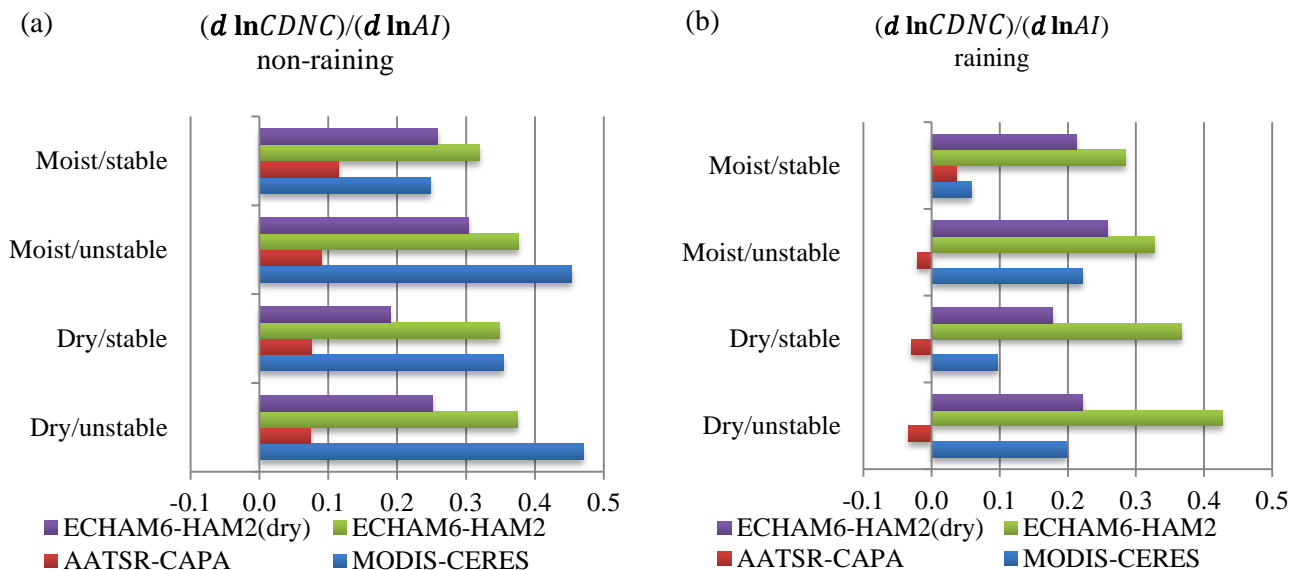 (a)
(d lnCDNC)/(d lnAI)
non-raining
Moist/stable
Moist/unstable
Dry/stable
Dry/unstable
-0.1 0.0 0.1 0.2 0.3 0.4 0.5
ECHAM6-HAM2(dry) ECHAM6-HAM2
AATSR-CAPA MODIS-CERES
(b)
(d lnCDNC)/(d lnAI)
raining
Moist/stable
Moist/unstable
Dry/stable
Dry/unstable
-0.1 0.0 0.1 0.2 0.3 0.4 0.5
ECHAM6-HAM2(dry) ECHAM6-HAM2
AATSR-CAPA MODIS-CERES